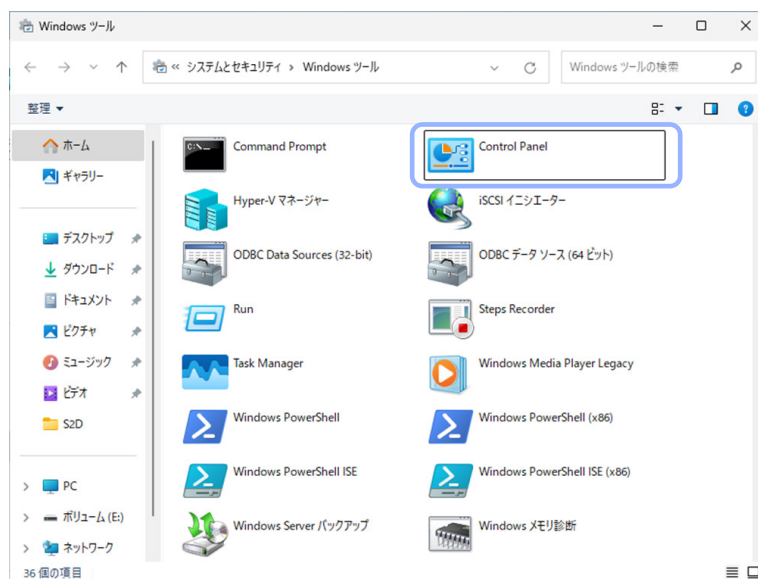 Windows ツール
« システムとセキュリティ › Windows ツール
Windows ツールの検索
整理
ホーム
ギャラリー
デスクトップ
ダウンロード
ドキュメント
ピクチャ
ミュージック
ビデオ
S2D
PC
ボリューム (E:)
ネットワーク
Command Prompt
Control Panel
Hyper-V マネージャー
iSCSI イニシエーター
ODBC Data Sources (32-bit)
ODBC データ ソース (64 ビット)
Run
Steps Recorder
Task Manager
Windows Media Player Legacy
Windows PowerShell
Windows PowerShell (x86)
Windows PowerShell ISE
Windows PowerShell ISE (x86)
Windows Server バックアップ
Windows メモリ診断
36 個の項目